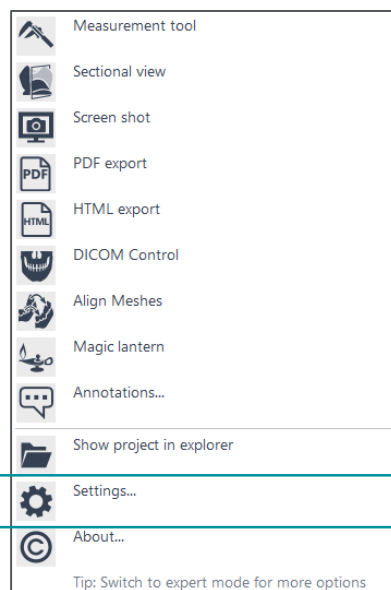 Measurement tool
Sectional view
Screen shot
PDF export
PDF
HTML export
HTML
DICOM Control
Align Meshes
Magic lantern
Annotations...
Show project in explorer
Settings...
About...
©
Tip: Switch to expert mode for more options